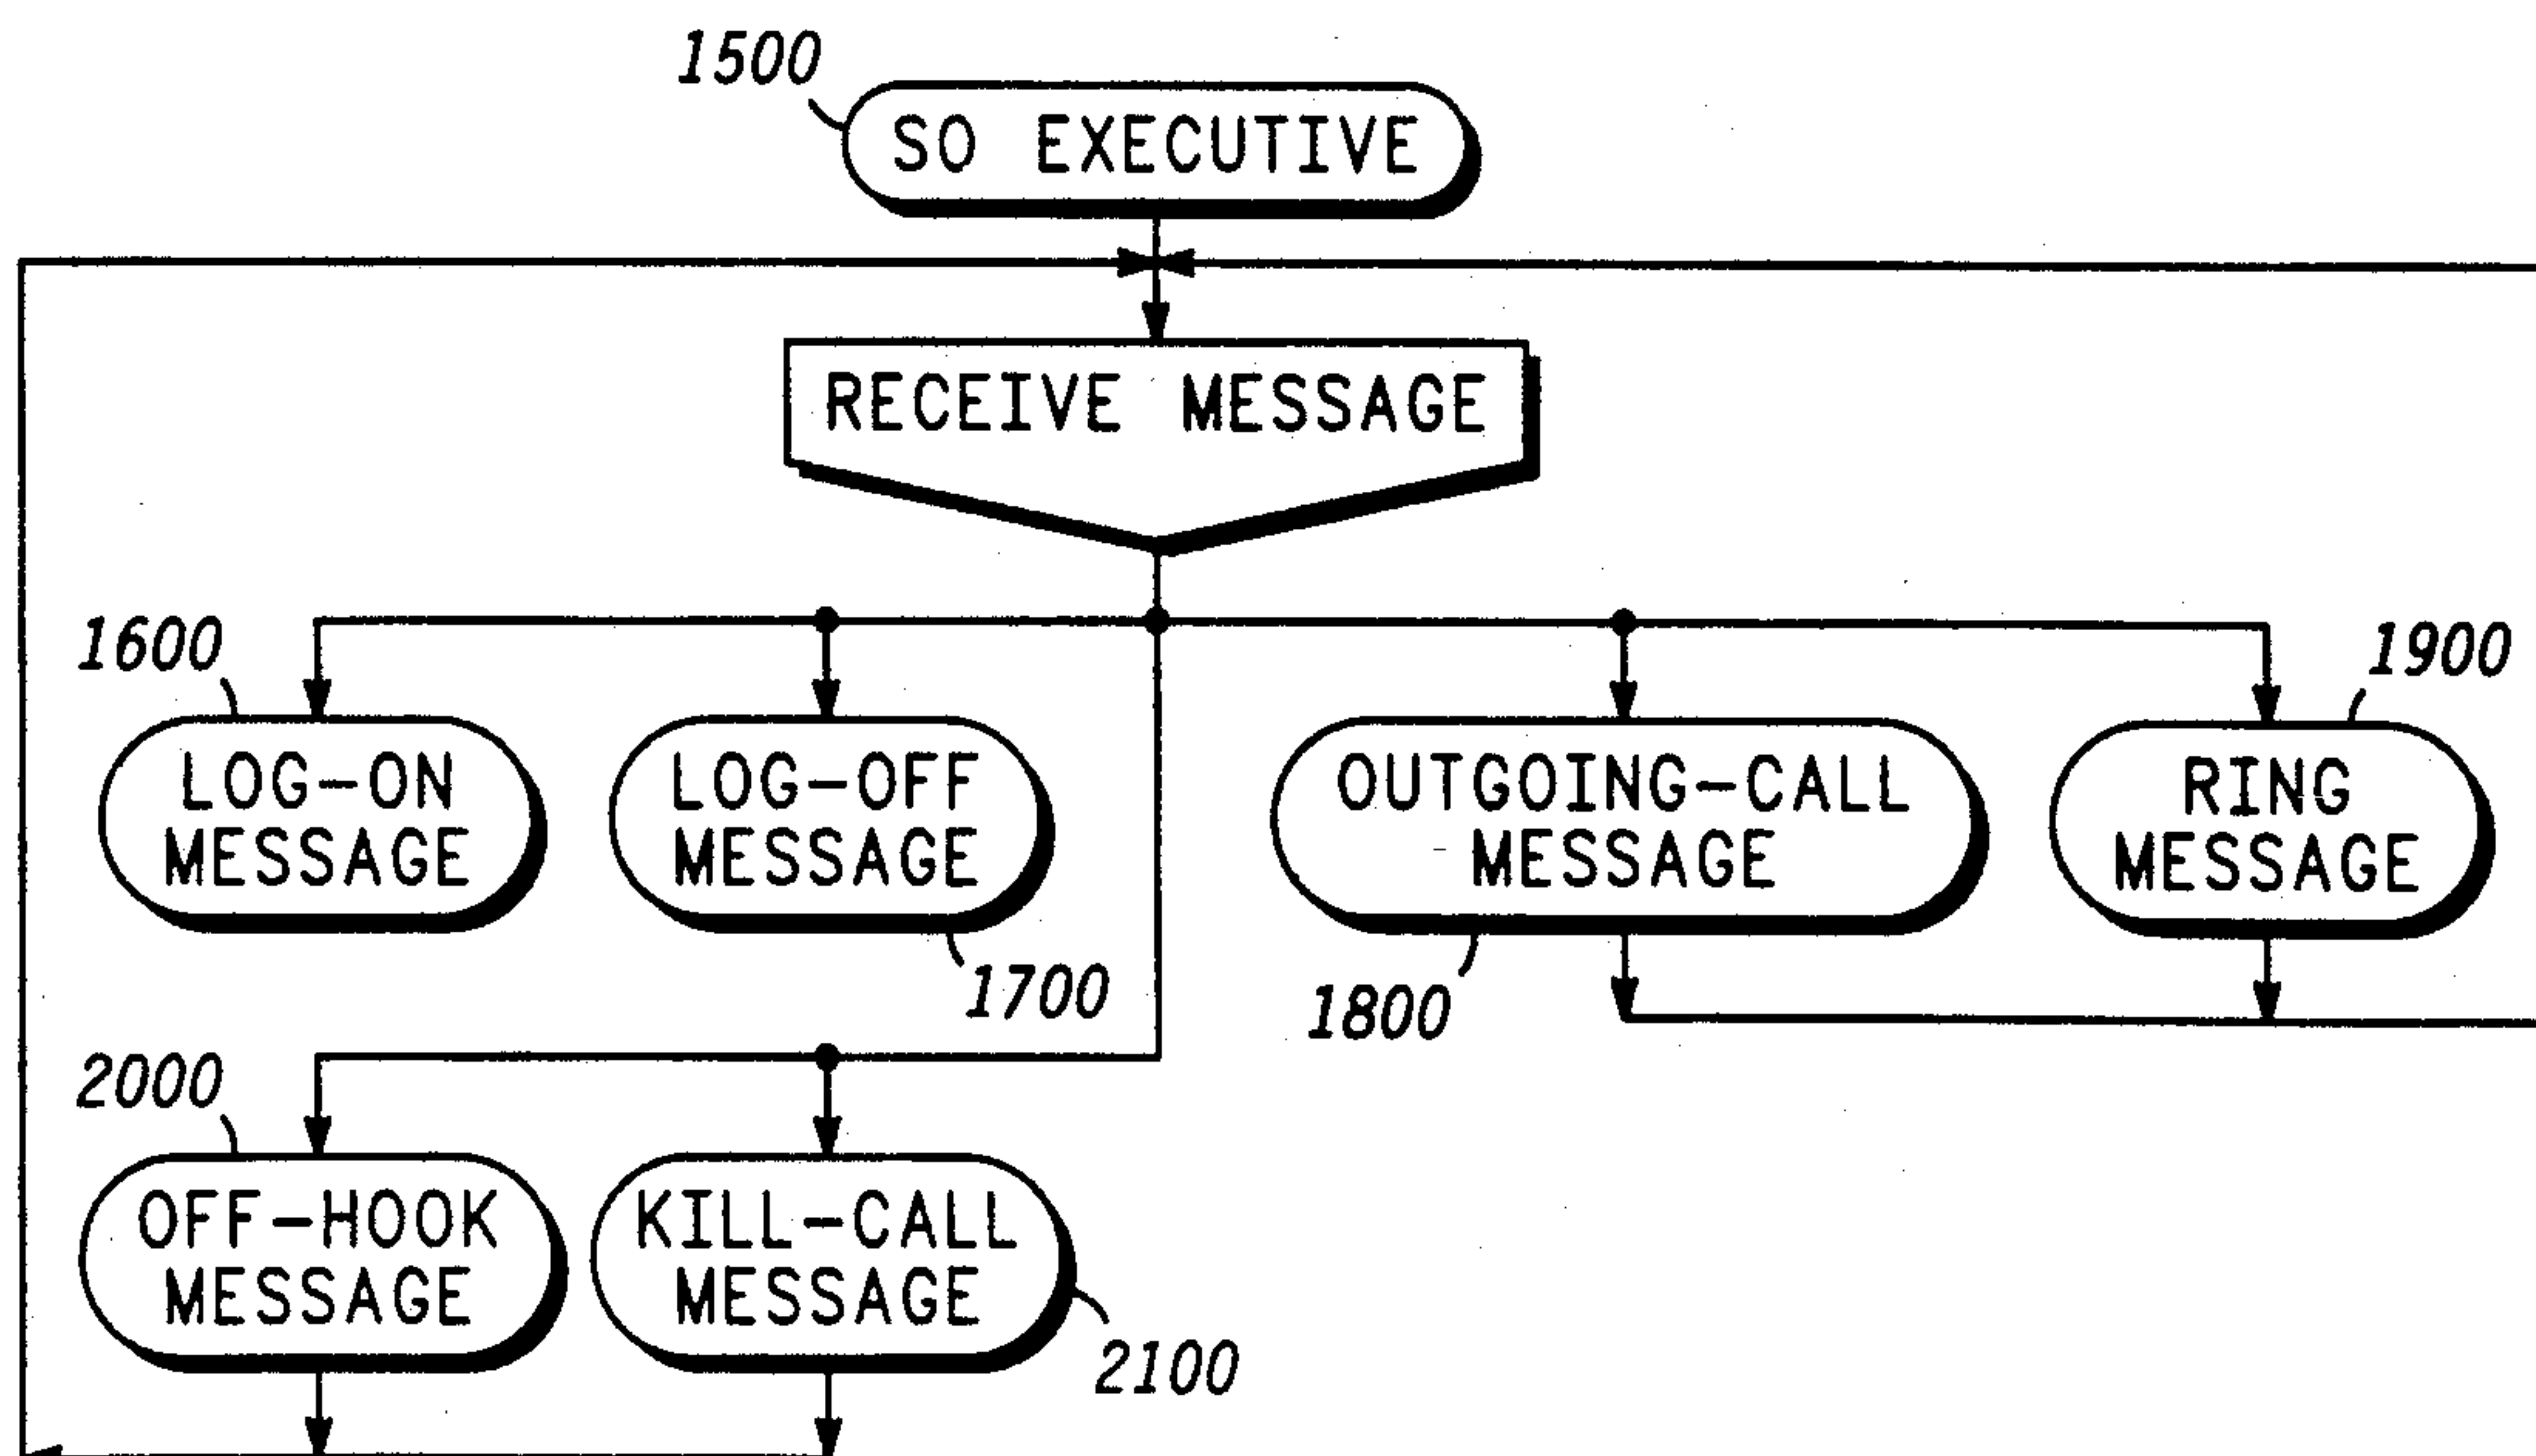 1500
SO EXECUTIVE
RECEIVE MESSAGE
1600
1900
LOG-ON
MESSAGE
LOG-OFF
MESSAGE
OUTGOING-CALL
MESSAGE
RING
MESSAGE
1700
1800
2000
OFF-HOOK
MESSAGE
KILL-CALL
MESSAGE
2100